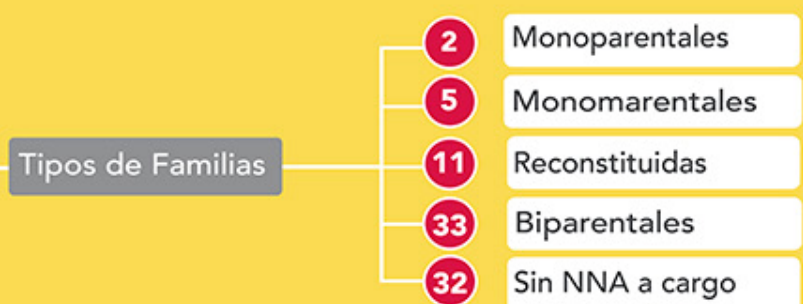 Tipos de Familias
2 Monoparentales
5 Monomarentales
11 Reconstituidas
33 Biparentales
32 Sin NNA a cargo